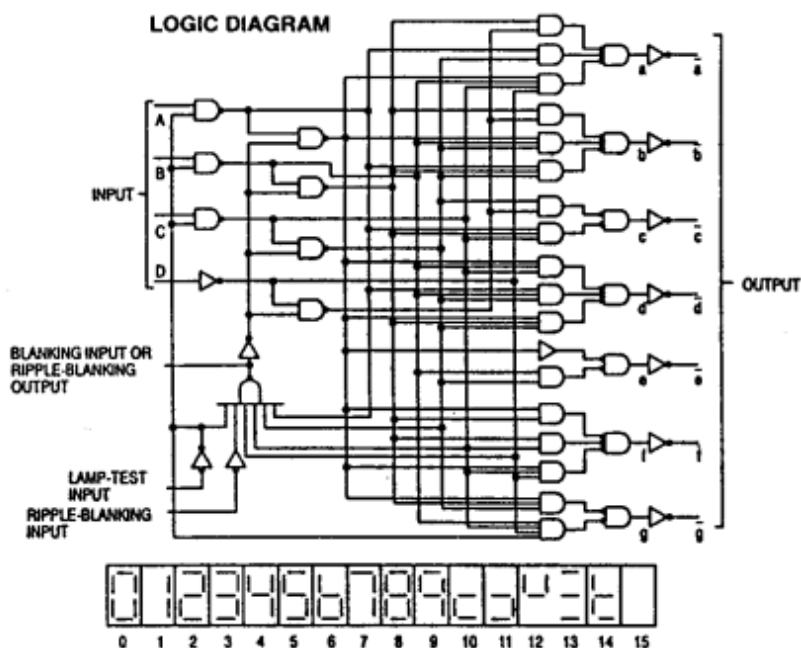 LOGIC DIAGRAM
A
B
INPUT
C
D
BLANKING INPUT OR
RIPPLE-BLANKING
OUTPUT
LAMP-TEST
INPUT
RIPPLE-BLANKING
INPUT
a a
b b
c c
d d
e e
f f
g g
OUTPUT
0 1 2 3 4 5 6 7 8 9 10 11 12 13 14 15